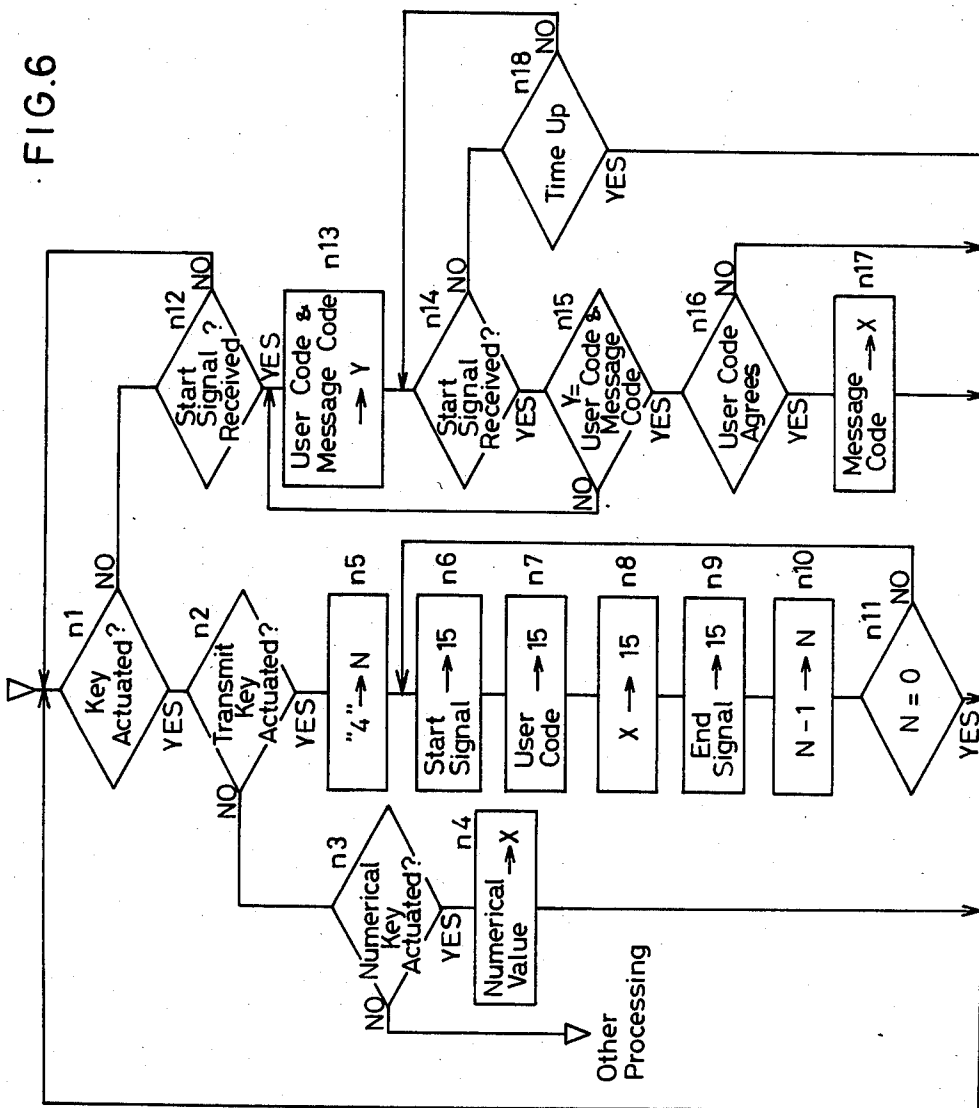 FIG.6
n1
Key
Actuated?
NO
YES
n2
Transmit
Key
Actuated?
NO
YES
n3
Numerical
Key
Actuated?
NO
YES
n4
Numerical
Value
→X
Other
Processing
n5
"4"→N
n6
Start
Signal
→15
n7
User
Code
→15
n8
X → 15
n9
End
Signal
→15
n10
N-1 → N
n11
N = 0
NO
YES
n12
Start
Signal
Received
?
NO
YES
n13
User Code &
Message Code
→ Y
n14
Start
Signal
Received?
NO
YES
n15
Y=
User Code &
Message
Code
NO
YES
n16
User Code
Agrees
NO
YES
n17
Message
Code
→X
n18
Time Up
NO
YES